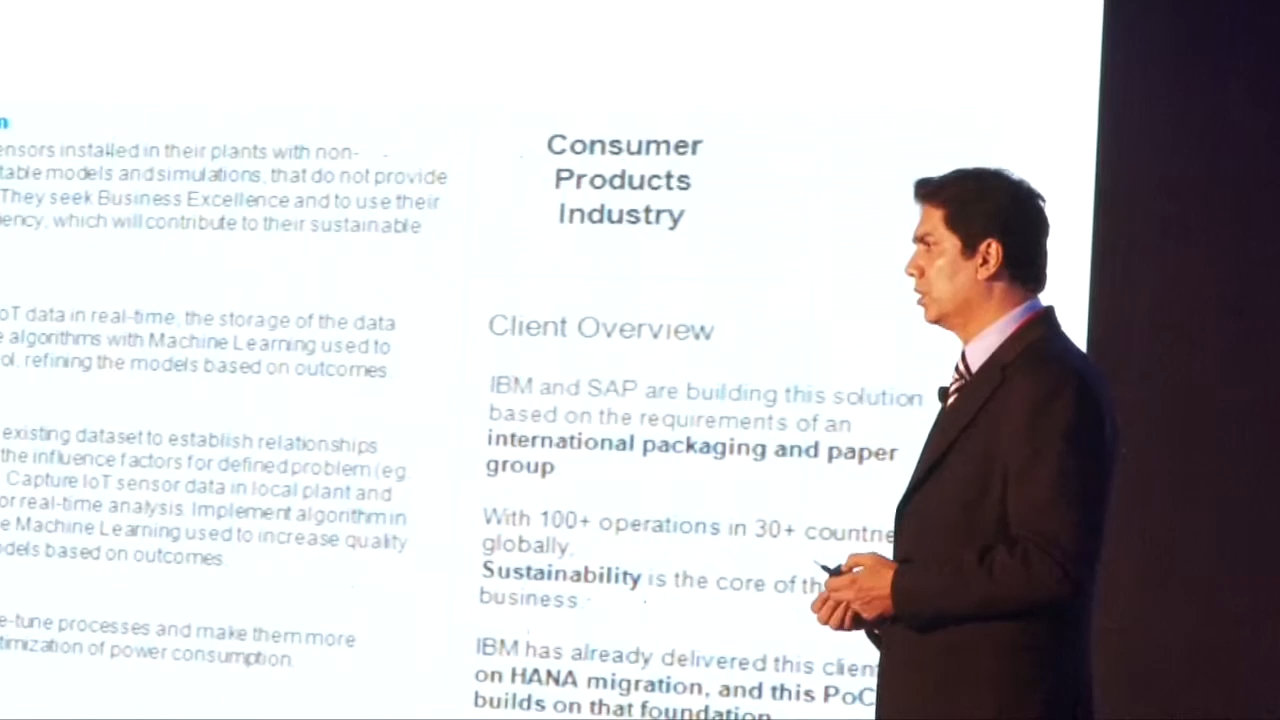 n
ensors installed in their plants with non-
table models and simulations, that do not provide
They seek Business Excellence and to use their
ency, which will contribute to their sustainable
oT data in real-time, the storage of the data
e algorithms with Machine Learning used to
ol, refining the models based on outcomes.
existing dataset to establish relationships
the influence factors for defined problem (eg.
Capture IoT sensor data in local plant and
or real-time analysis. Implement algorithm in
e Machine Learning used to increase quality
odels based on outcomes.
e-tune processes and make them more
timization of power consumption.
Consumer
Products
Industry
Client Overview
IBM and SAP are building this solution
based on the requirements of an
international packaging and paper
group
With 100+ operations in 30+ countrie
globally.
Sustainability is the core of th
business
IBM has already delivered this client
on HANA migration, and this PoC
builds on that foundation